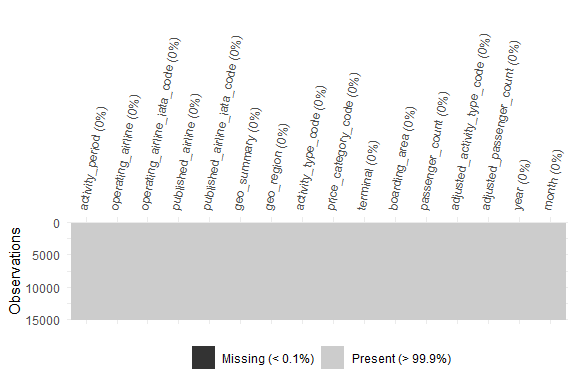 activity_period (0%)
operating_airline (0%)
operating_airline_iata_code (0%)
published_airline (0%)
published_airline_iata_code (0%)
geo_summary (0%)
geo_region (0%)
activity_type_code (0%)
price_category_code (0%)
terminal (0%)
boarding_area (0%)
passenger_count (0%)
adjusted_activity_type_code (0%)
adjusted_passenger_count (0%)
year (0%)
month (0%)
Observations
0
5000
10000
15000
Missing (< 0.1%)
Present (> 99.9%)